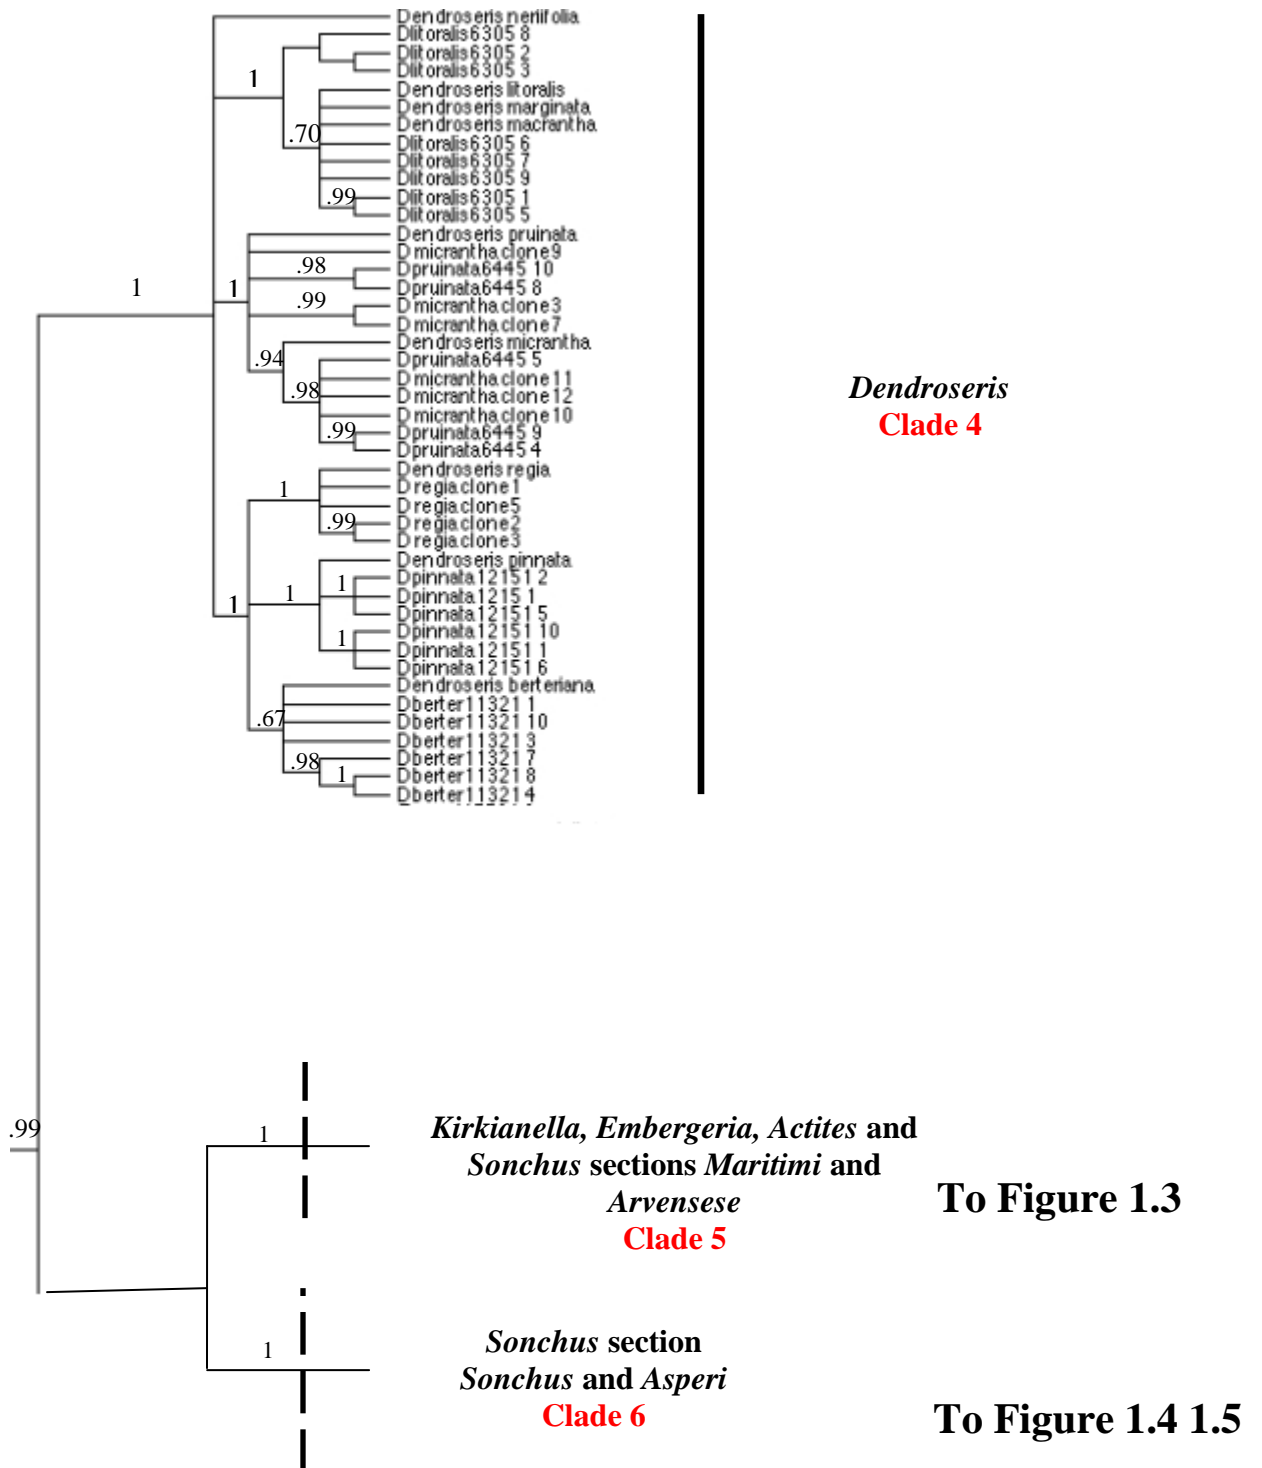 Dendroseris neriifolia
Dlitoralis6305 8
Dlitoralis6305 2
Dlitoralis6305 3
1
Dendroseris litoralis
Dendroseris marginata
Dendroseris macrantha
.70
Dlitoralis6305 6
Dlitoralis6305 7
Dlitoralis6305 9
.99
Dlitoralis6305 1
Dlitoralis6305 5
Dendroseris pruinata
D micrantha.clone9
.98
Dpruinata6445 10
Dpruinata6445 8
1
1
.99
D micrantha.clone3
D micrantha.clone7
Dendroseris micrantha
.94
Dpruinata6445 5
D micrantha.clone11
.98
D micrantha.clone12
D micrantha.clone10
.99
Dpruinata6445 9
Dpruinata6445 4
Dendroseris
Clade 4
Dendroseris regia
1
D regia.clone1
D regia.clone5
.99
D regia.clone2
D regia.clone3
Dendroseris pinnata
1
Dpinnata12151 2
1
1
Dpinnata1215 1
Dpinnata12151 5
Dpinnata12151 10
1
Dpinnata12151 1
Dpinnata12151 6
Dendroseris berteriana
Dberter11321 1
.67
Dberter11321 10
Dberter11321 3
.98
Dberter11321 7
1
Dberter11321 8
Dberter11321 4
.99
1
Kirkianella, Embergeria, Actites and
Sonchus sections Maritimi and
Arvensese
Clade 5
To Figure 1.3
1
Sonchus section
Sonchus and Asperi
Clade 6
To Figure 1.4 1.5